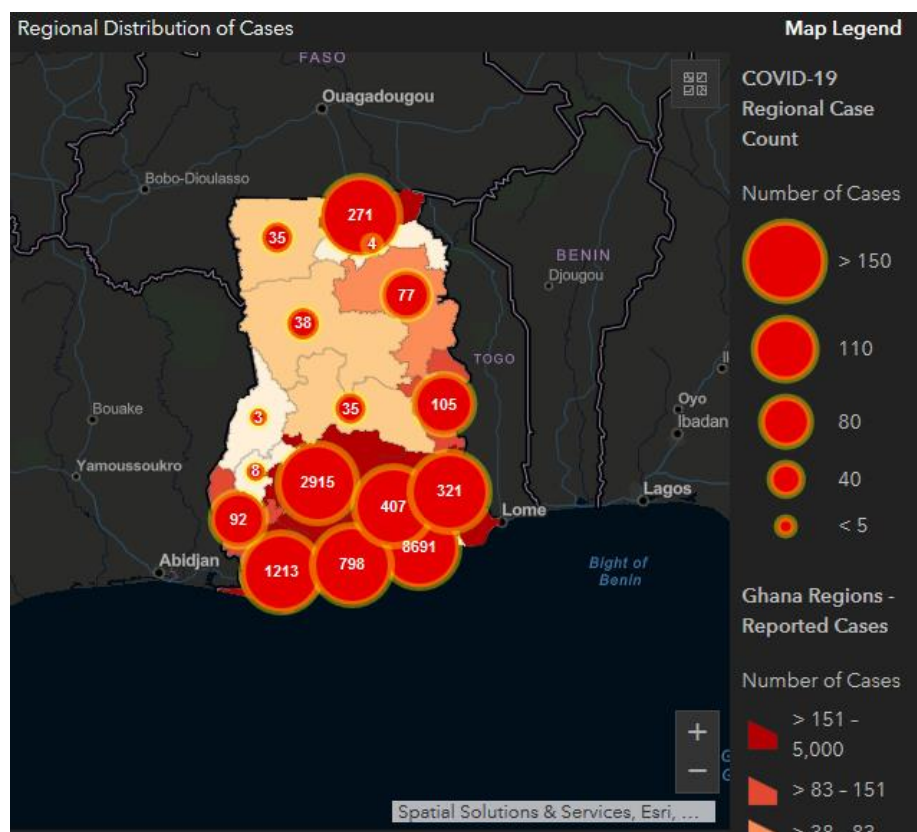 Regional Distribution of Cases
Map Legend
FASO
Ouagadougou
Bobo-Dioulasso
271
35
4
BENIN
Djougou
77
38
TOGO
Bouake
3
35
105
Oyo
Ibadan
Yamoussoukro
8
2915
321
407
Lagos
Lome
92
8691
Abidjan
1213
798
Bight of
Benin
Spatial Solutions & Services, Esri, ...
COVID-19
Regional Case
Count
Number of Cases
> 150
110
80
40
< 5
Ghana Regions -
Reported Cases
Number of Cases
> 151 –
5,000
> 83 – 151
> 38 – 83